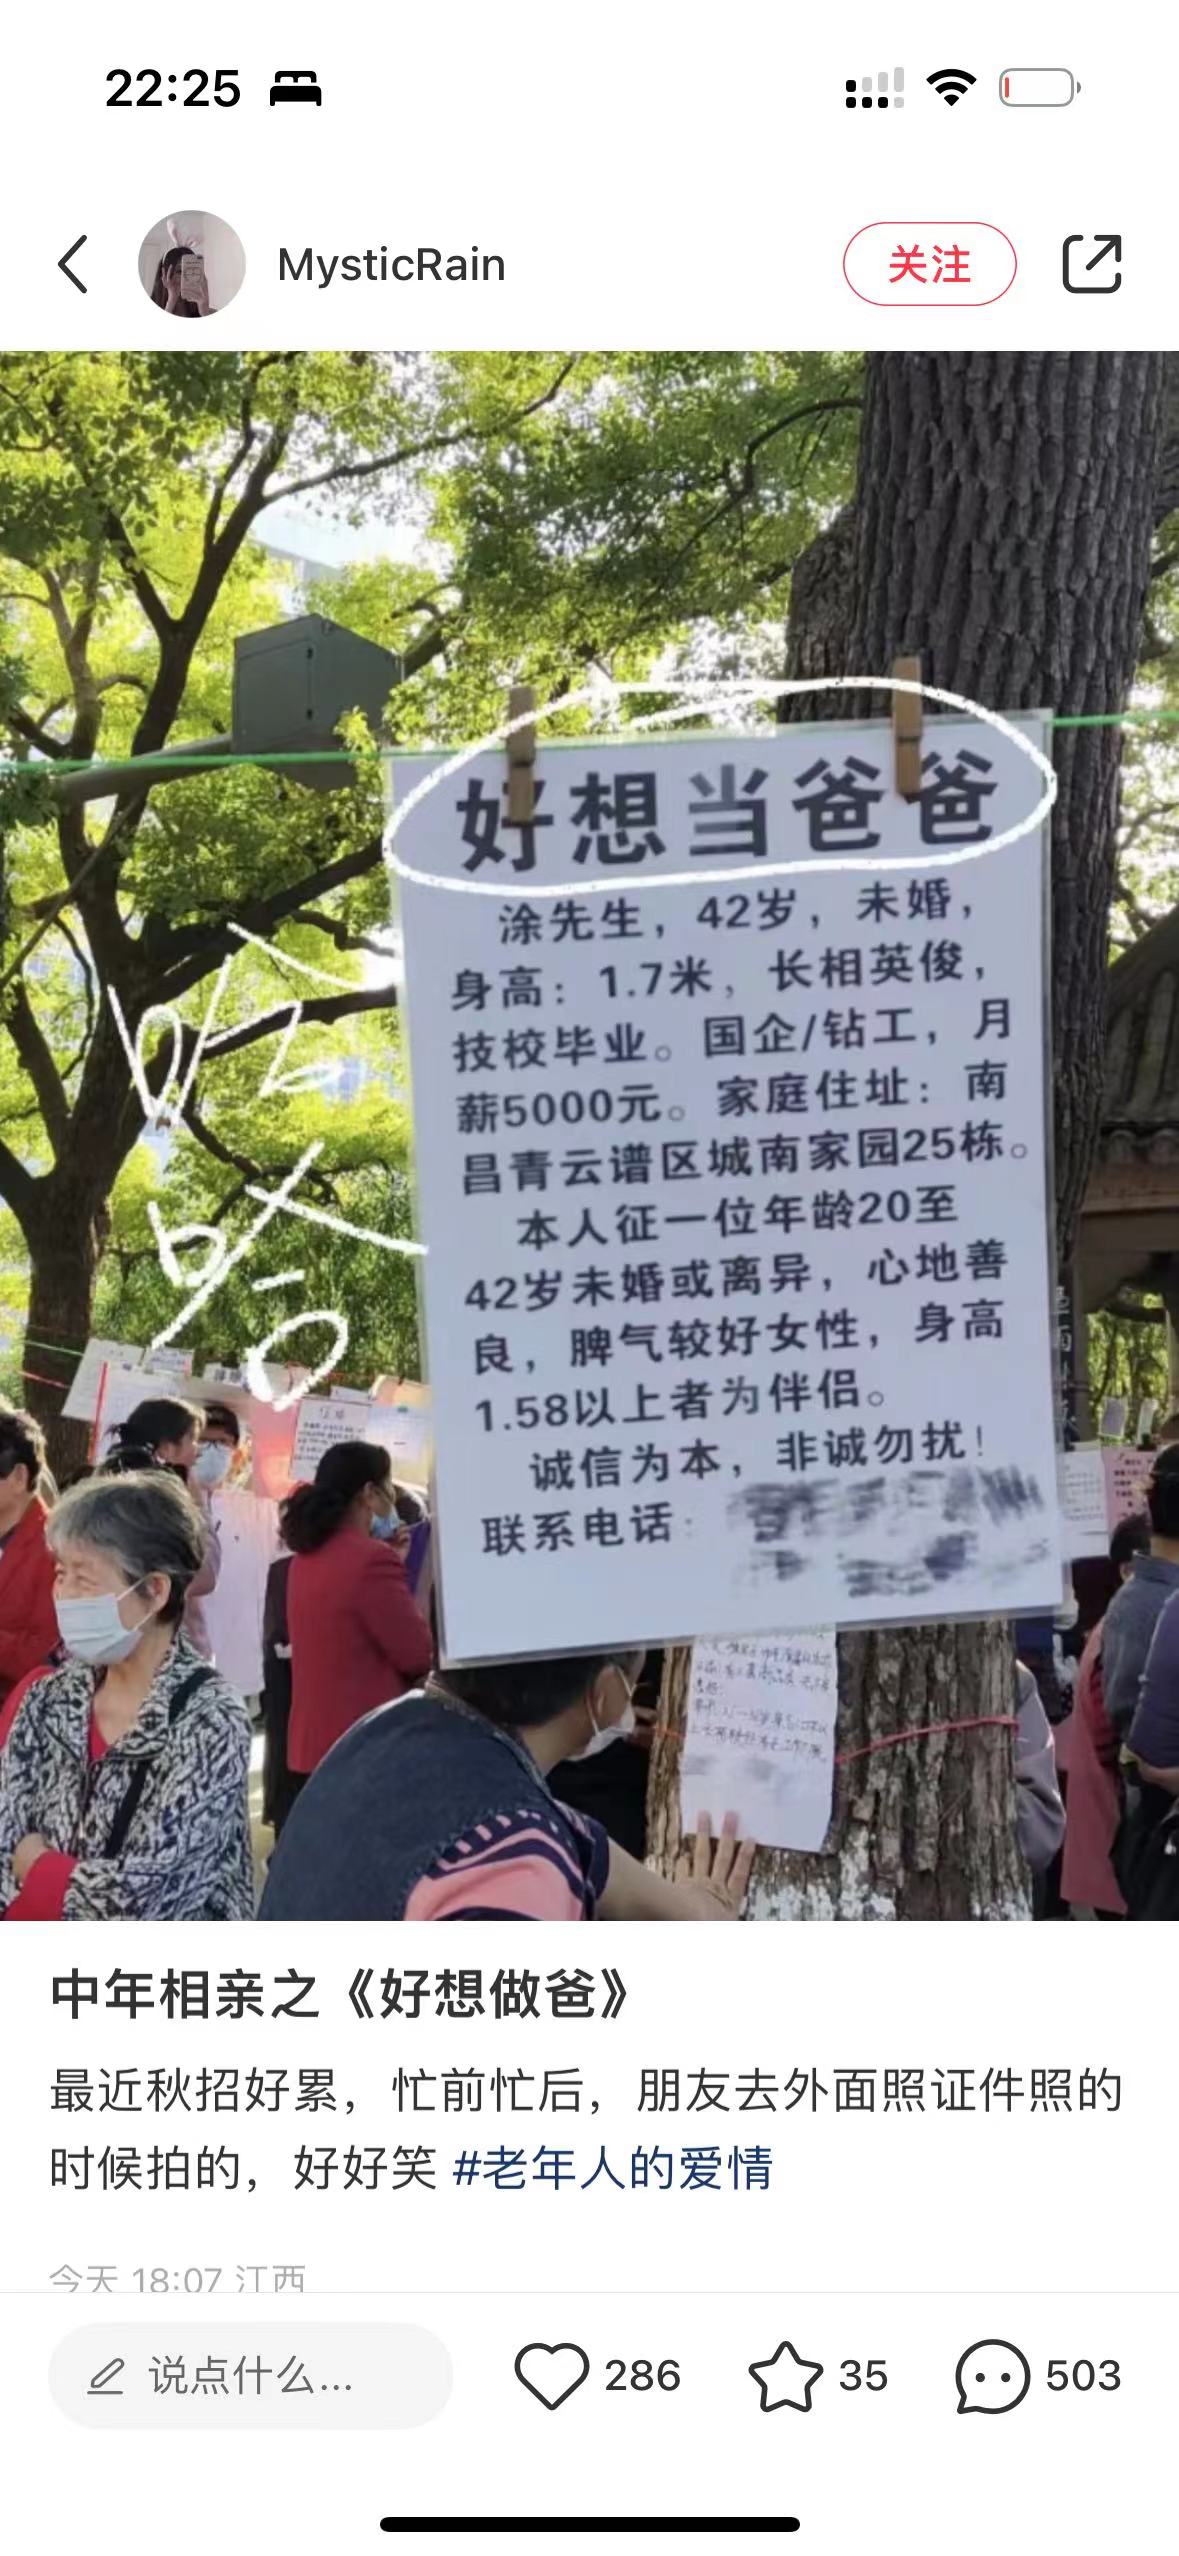 22:25
MysticRain
关注
好想当爸爸
涂先生，42岁，未婚，
身高：1.7米，长相英俊，
技校毕业。国企/钻工，月
薪5000元。家庭住址：南
昌青云谱区城南家园25栋。
本人征一位年龄20至
42岁未婚或离异，心地善
良，脾气较好女性，身高
1.58以上者为伴侣。
诚信为本，非诚勿扰！
联系电话：
哈
哈
中年相亲之《好想做爸》
最近秋招好累，忙前忙后，朋友去外面照证件照的
时候拍的，好好笑 #老年人的爱情
今天 18:07 江西
说点什么...
286
35
503